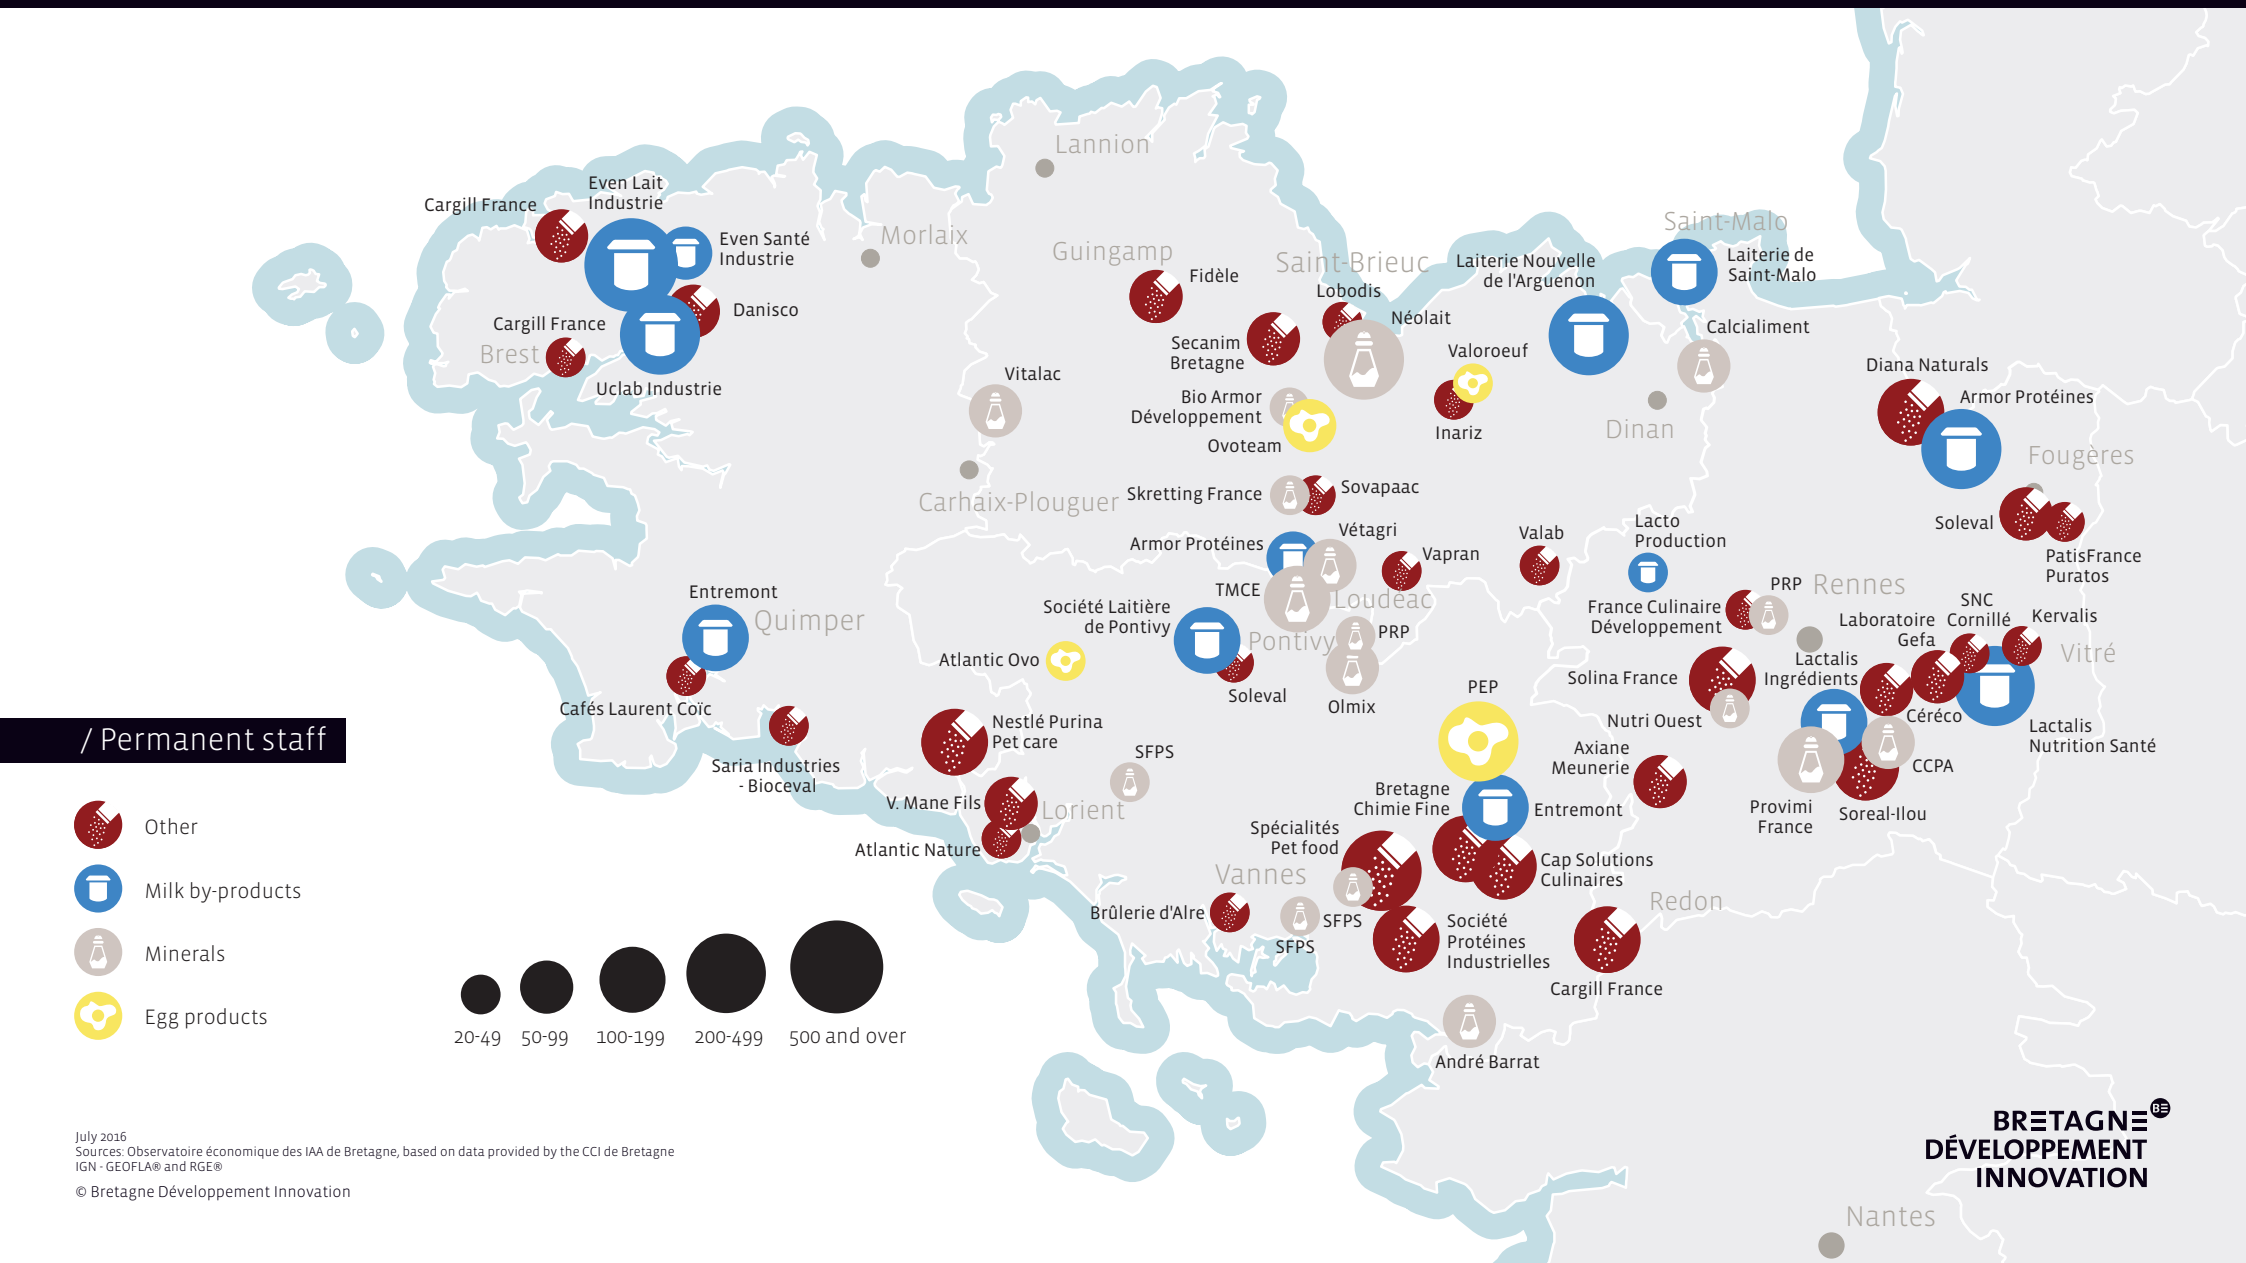 Lannion
Even Lait
Industrie
Cargill France
Even Santé
Industrie
Morlaix
Guingamp
Saint-Malo
Laiterie de
Saint-Malo
Saint-Brieuc
Laiterie Nouvelle
de l'Arguenon
Fidèle
Lobodis
Danisco
Néolait
Cargill France
Brest
Calcialiment
Secanim
Bretagne
Valoroeuf
Diana Naturals
Uclab Industrie
Vitalac
Bio Armor
Développement
Armor Protéines
Ovoteam
Inariz
Dinan
Fougères
Carhaix-Plouguer
Skretting France
Sovapaac
Soleval
Vétagri
Valab
Lacto
Production
Armor Protéines
Vapran
PatisFrance
Puratos
Entremont
TMCE
Loudéac
PRP
Rennes
SNC
Cornillé
Quimper
Société Laitière
de Pontivy
France Culinaire
Développement
Laboratoire
Gefa
Kervalis
Pontivy
PRP
Vitré
Atlantic Ovo
Lactalis
Ingrédients
Solina France
Soleval
Olmix
PEP
Cafés Laurent Coïc
Nutri Ouest
Céréco
Nestlé Purina
Pet care
Lactalis
Nutrition Santé
/ Permanent staff
SFPS
Axiane
Meunerie
CCPA
Saria Industries
- Bioceval
V. Mane Fils
Lorient
Bretagne
Chimie Fine
Entremont
Provimi
France
Soreal-Ilou
Other
Atlantic Nature
Spécialités
Pet food
Cap Solutions
Culinaires
Vannes
Milk by-products
Redon
Brûlerie d'Alre
SFPS
SFPS
Société
Protéines
Industrielles
Minerals
Cargill France
Egg products
20-49
50-99
100-199
200-499
500 and over
André Barrat
July 2016
Sources: Observatoire économique des IAA de Bretagne, based on data provided by the CCI de Bretagne
IGN - GEOFLA® and RGE®
© Bretagne Développement Innovation
BRETAGNE
BE
DÉVELOPPEMENT
INNOVATION
Nantes